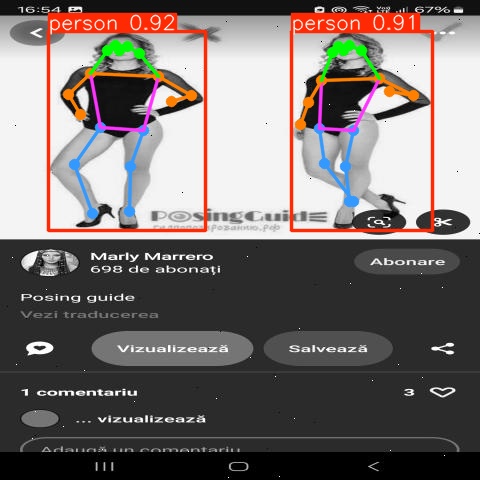 16:54
67%
person 0.92
person 0.91
PosingGuide
Marly Marrero
698 de abonați
Abonare
Posing guide
Vezi traducerea
Vizualizează
Salvează
1 comentariu
3
... vizualizează
Adaugă un comentariu